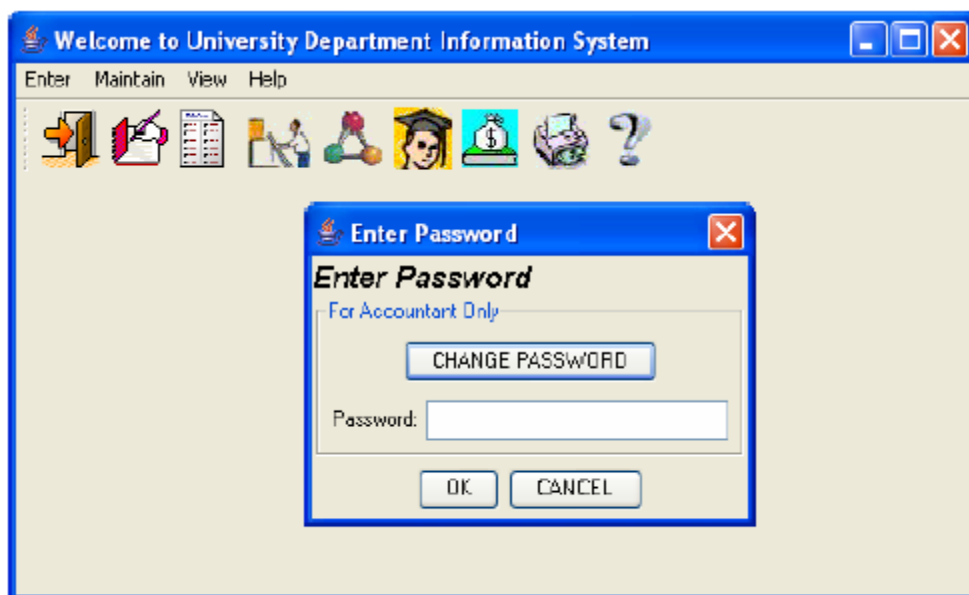 Welcome to University Department Information System
Enter Maintain View Help
$
?
Enter Password
Enter Password
For Accountant Only
CHANGE PASSWORD
Password:
OK CANCEL